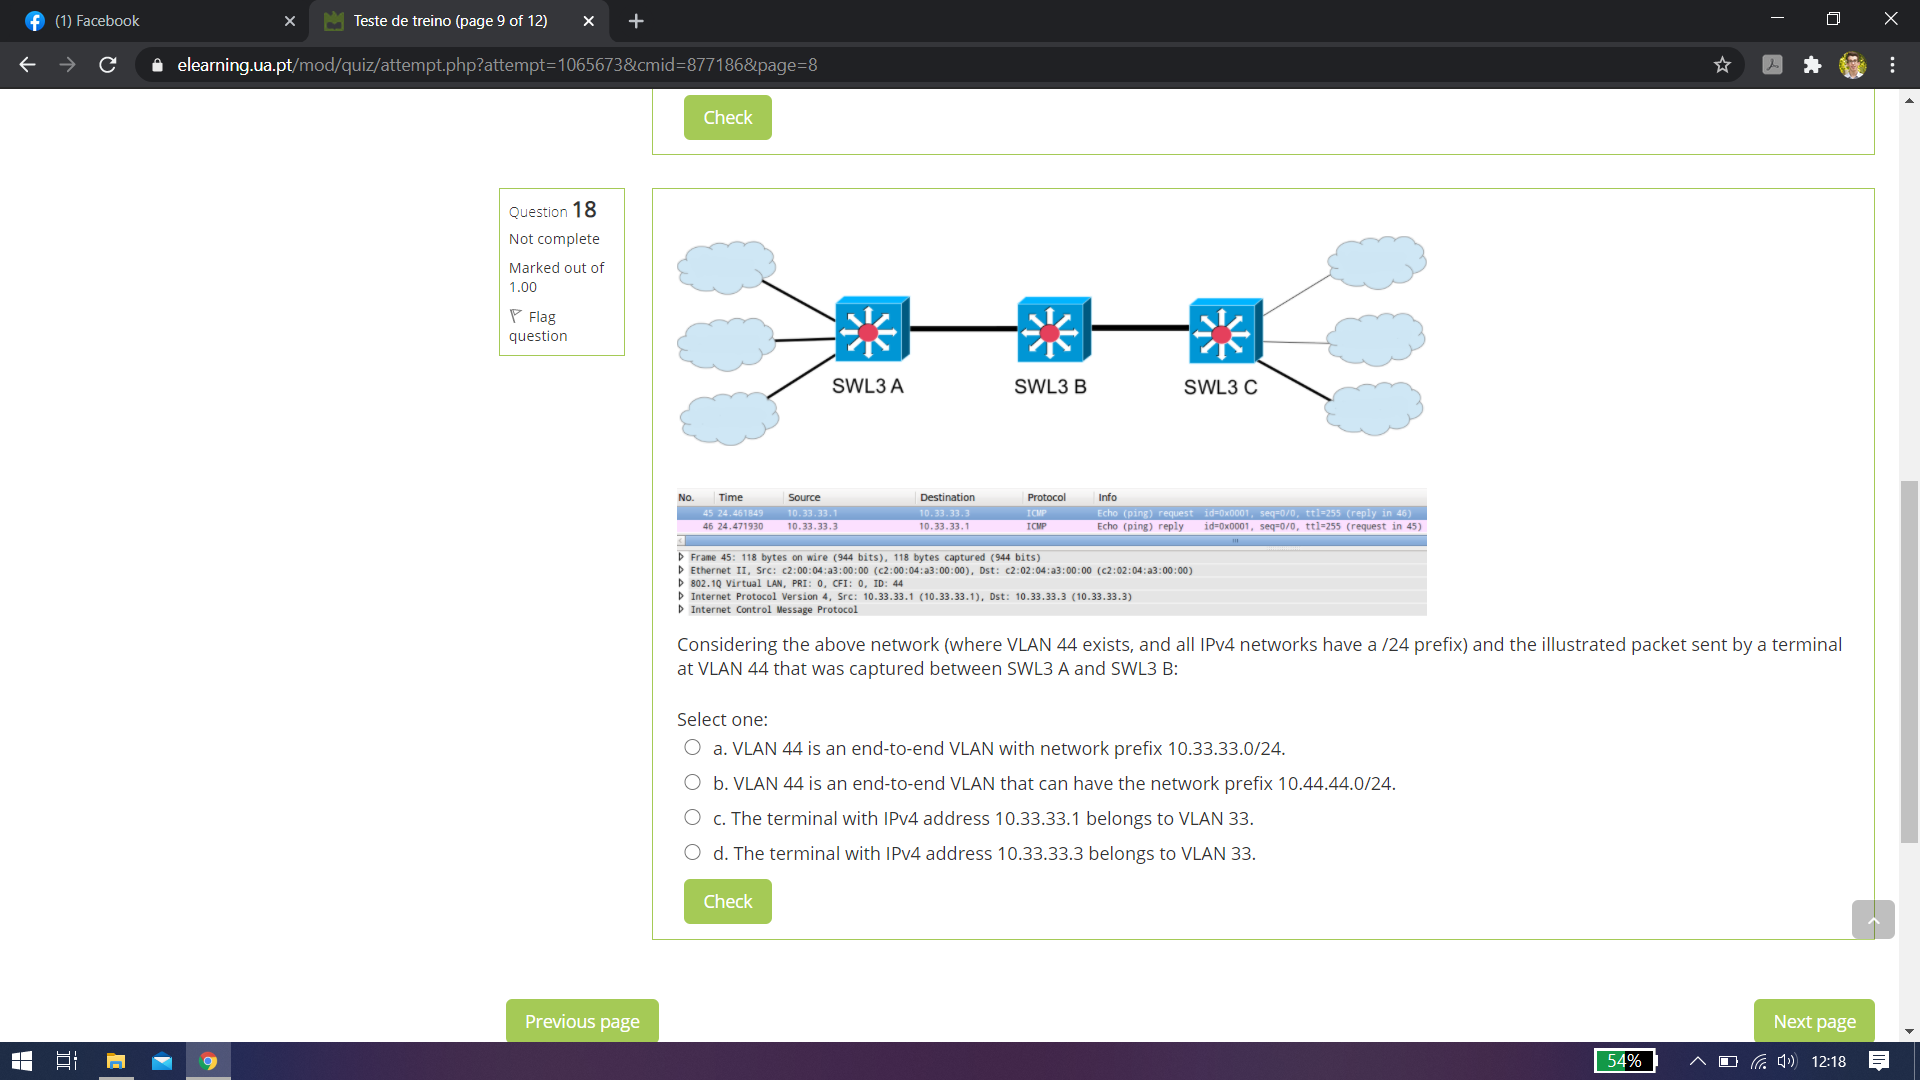 (1) Facebook
Teste de treino (page 9 of 12)
elearning.ua.pt/mod/quiz/attempt.php?attempt=1065673&cmid=877186&page=8
Check
Question 18
Not complete
Marked out of
1.00
Flag
question
SWL3 A
SWL3 B
SWL3 C
No. Time Source Destination Protocol Info
45 24.461849 10.33.33.1 10.33.33.3 ICMP Echo (ping) request id=0x0001, seq=0/0, ttl=255 (reply in 46)
46 24.471930 10.33.33.3 10.33.33.1 ICMP Echo (ping) reply id=0x0001, seq=0/0, ttl=255 (request in 45)
Frame 45: 118 bytes on wire (944 bits), 118 bytes captured (944 bits)
Ethernet II, Src: c2:00:04:a3:00:00 (c2:00:04:a3:00:00), Dst: c2:02:04:a3:00:00 (c2:02:04:a3:00:00)
802.1Q Virtual LAN, PRI: 0, CFI: 0, ID: 44
Internet Protocol Version 4, Src: 10.33.33.1 (10.33.33.1), Dst: 10.33.33.3 (10.33.33.3)
Internet Control Message Protocol
Considering the above network (where VLAN 44 exists, and all IPv4 networks have a /24 prefix) and the illustrated packet sent by a terminal
at VLAN 44 that was captured between SWL3 A and SWL3 B:
Select one:
a. VLAN 44 is an end-to-end VLAN with network prefix 10.33.33.0/24.
b. VLAN 44 is an end-to-end VLAN that can have the network prefix 10.44.44.0/24.
c. The terminal with IPv4 address 10.33.33.1 belongs to VLAN 33.
d. The terminal with IPv4 address 10.33.33.3 belongs to VLAN 33.
Check
Previous page
Next page
54%
12:18